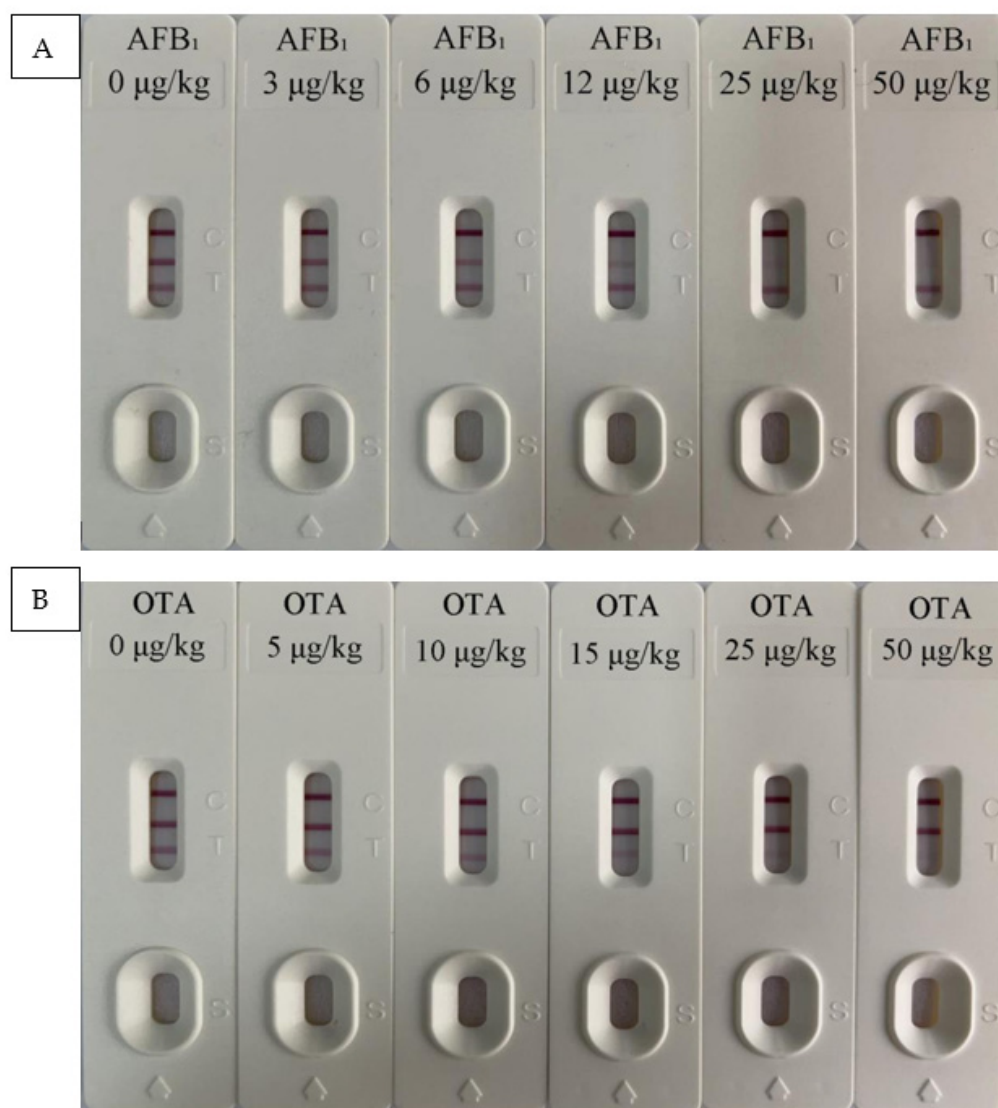 A
AFB₁ AFB₁ AFB₁ AFB₁ AFB₁ AFB₁
0 μg/kg 3 μg/kg 6 μg/kg 12 μg/kg 25 μg/kg 50 μg/kg
C C C C C C
T T T T T T
S S S S S S
B
OTA OTA OTA OTA OTA OTA
0 μg/kg 5 μg/kg 10 μg/kg 15 μg/kg 25 μg/kg 50 μg/kg
C C C C C C
T T T T T T
S S S S S S